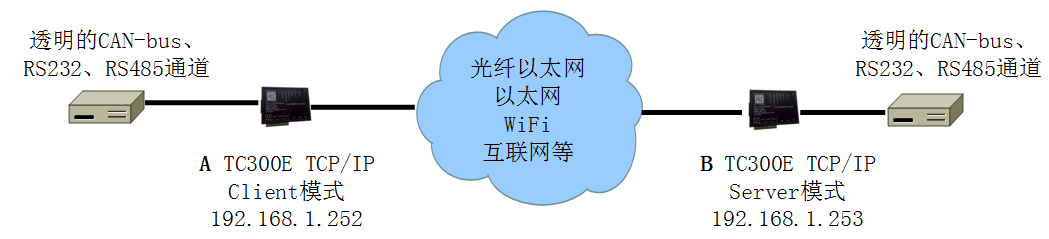 透明的CAN-bus、
RS232、RS485通道
光纤以太网
以太网
WiFi
互联网等
透明的CAN-bus、
RS232、RS485通道
A TC300E TCP/IP
Client模式
192.168.1.252
B TC300E TCP/IP
Server模式
192.168.1.253